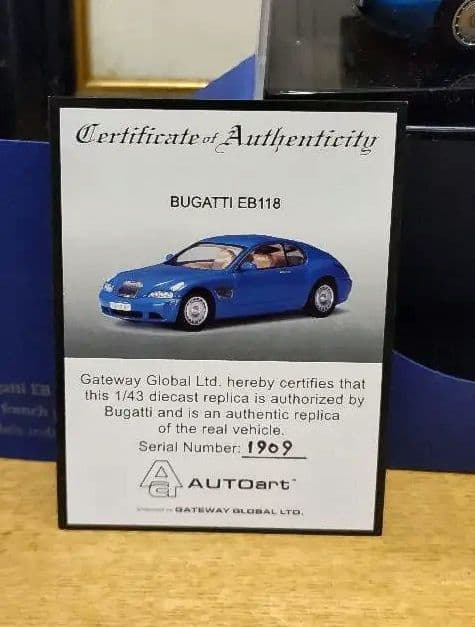 Certificate of Authenticity
BUGATTI EB118
Gateway Global Ltd. hereby certifies that
this 1/43 diecast replica is authorized by
Bugatti and is an authentic replica
of the real vehicle.
Serial Number: 1909
AUTOart
GATEWAY GLOBAL LTD.